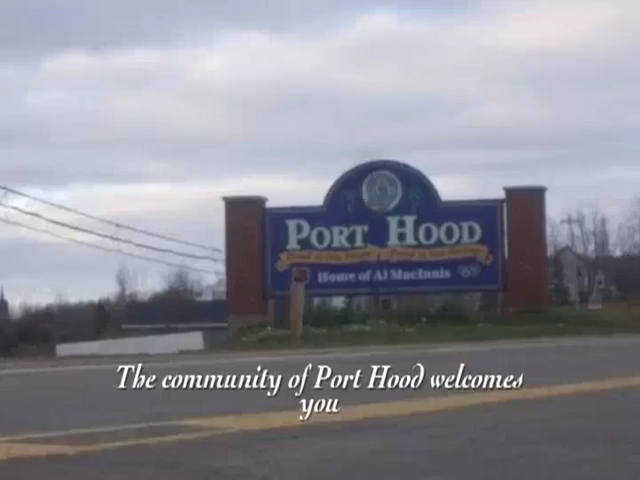 PORT HOOD
Home of Al MacInnis
The community of Port Hood welcomes
you